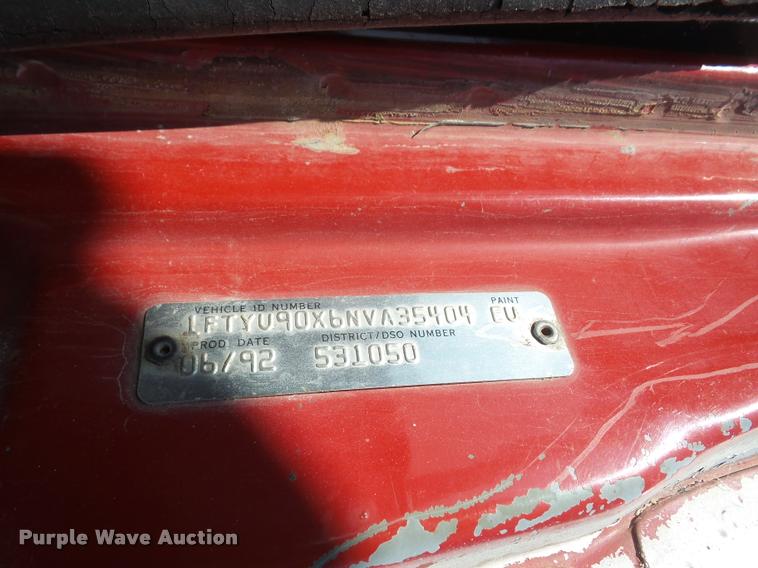 VEHICLE ID NUMBER PAINT
1FTYU90X6NVA35404 EU
PROD DATE DISTRICT/DSO NUMBER
06/92 531050
Purple Wave Auction